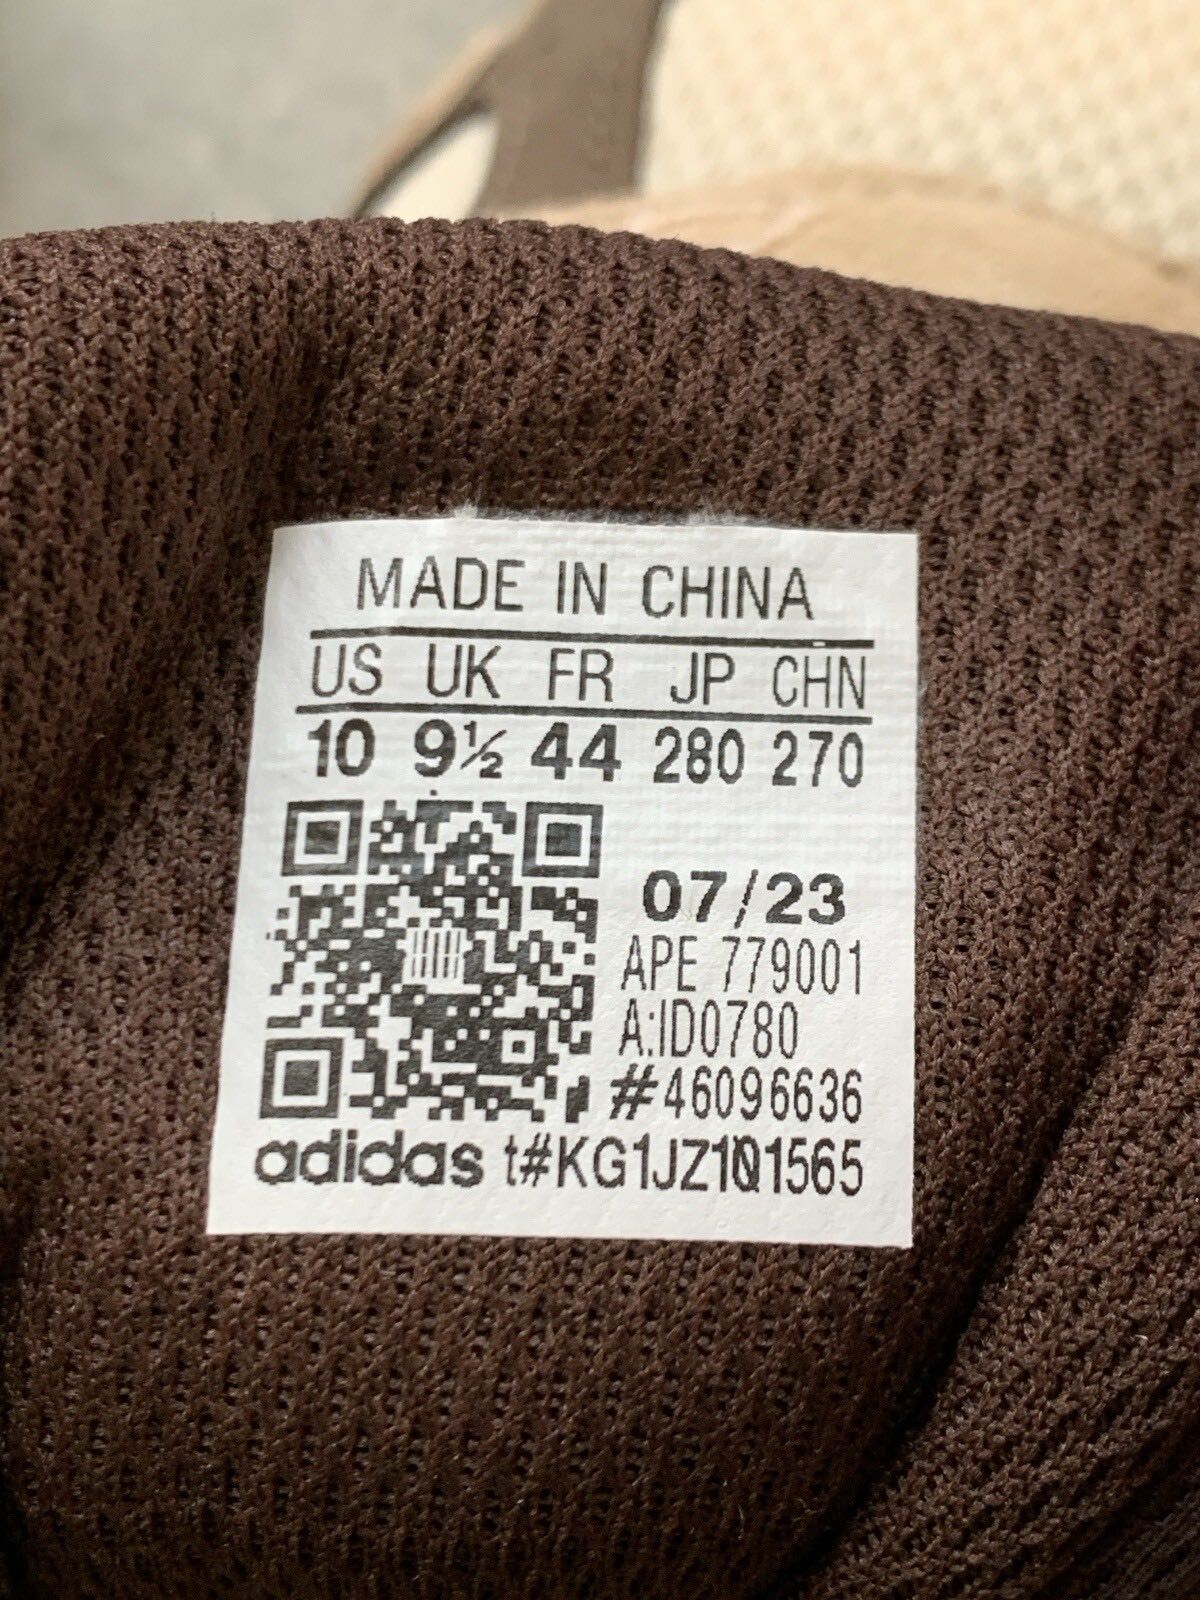 MADE IN CHINA
US UK FR JP CHN
10 9½ 44 280 270
07/23
APE 779001
A:ID0780
#46096636
adidas t#KG1JZ101565